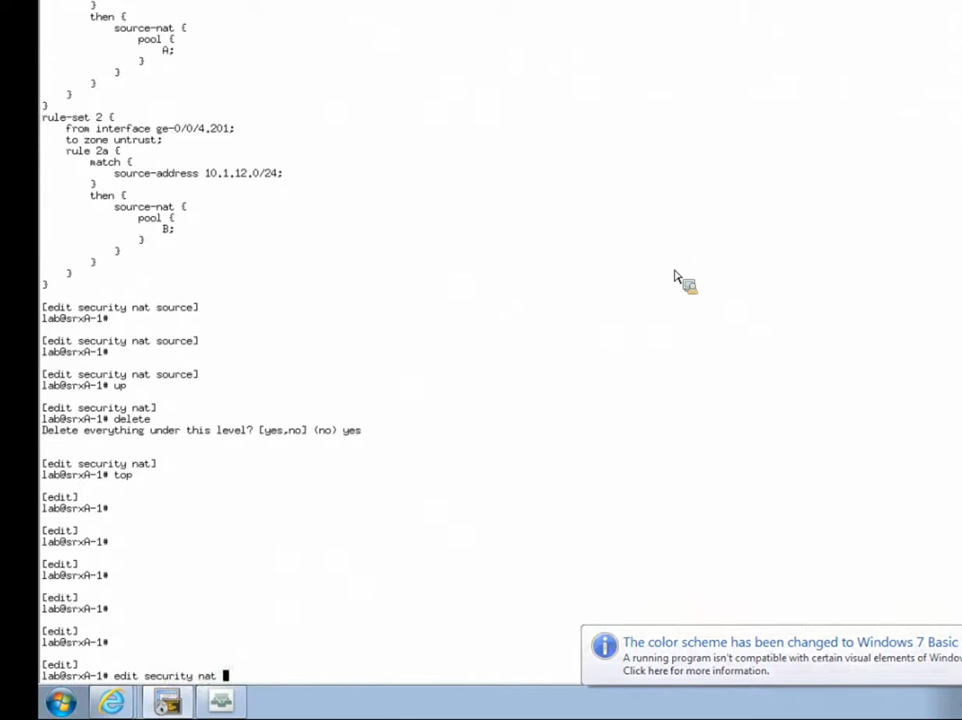 }
then {
source-nat {
pool {
A;
}
}
}
}
}
rule-set 2 {
from interface ge-0/0/4.201;
to zone untrust;
rule 2a {
match {
source-address 10.1.12.0/24;
}
then {
source-nat {
pool {
B;
}
}
}
}
}
[edit security nat source]
lab@srxA-1#
[edit security nat source]
lab@srxA-1#
[edit security nat source]
lab@srxA-1# up
[edit security nat]
lab@srxA-1# delete
Delete everything under this level? [yes,no] (no) yes
[edit security nat]
lab@srxA-1# top
[edit]
lab@srxA-1#
[edit]
lab@srxA-1#
[edit]
lab@srxA-1#
[edit]
lab@srxA-1#
[edit]
lab@srxA-1#
[edit]
lab@srxA-1# edit security nat
The color scheme has been changed to Windows 7 Basic
A running program isn't compatible with certain visual elements of Windo
Click here for more information.